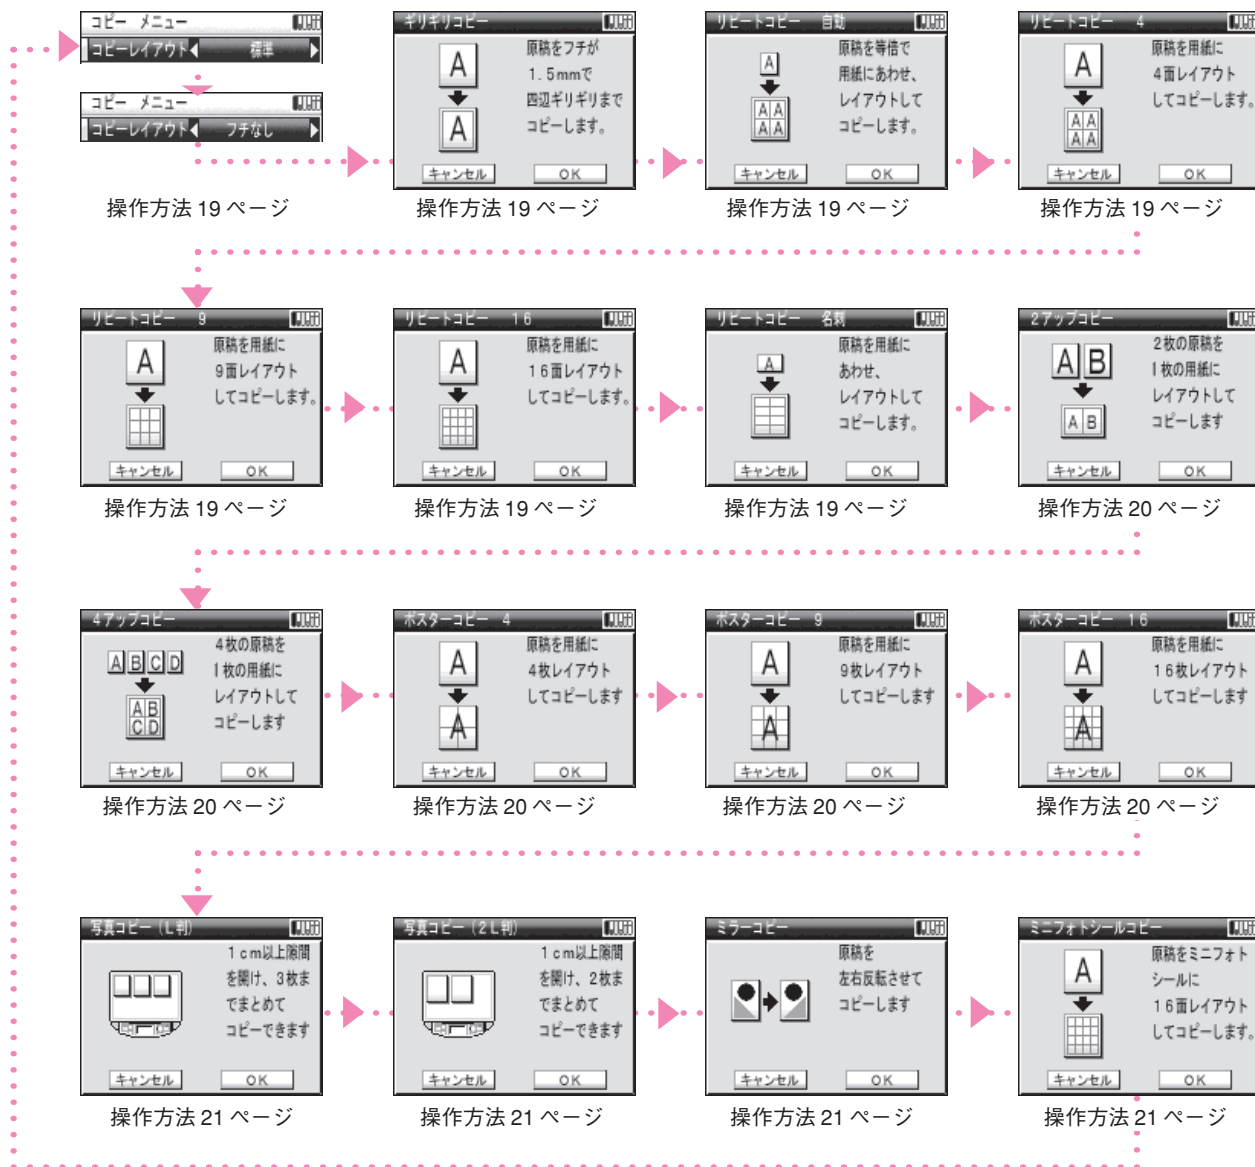 コピー メニュー
コピーレイアウト 標準
コピー メニュー
コピーレイアウト フチなし
操作方法 19 ページ
ギリギリコピー
A
原稿をフチが
1.5mmで
四辺ギリギリまで
コピーします。
A
キャンセル OK
操作方法 19 ページ
リピートコピー 自動
A
原稿を等倍で
用紙にあわせ、
レイアウトして
コピーします。
A A
A A
キャンセル OK
操作方法 19 ページ
リピートコピー 4
A
原稿を用紙に
4面レイアウト
してコピーします。
A A
A A
キャンセル OK
操作方法 19 ページ
リピートコピー 9
A
原稿を用紙に
9面レイアウト
してコピーします。
キャンセル OK
操作方法 19 ページ
リピートコピー 16
A
原稿を用紙に
16面レイアウト
してコピーします。
キャンセル OK
操作方法 19 ページ
リピートコピー 名刺
A
原稿を用紙に
あわせ、
レイアウトして
コピーします。
キャンセル OK
操作方法 19 ページ
2アップコピー
A B
2枚の原稿を
1枚の用紙に
レイアウトして
コピーします
A B
キャンセル OK
操作方法 20 ページ
4アップコピー
A B C D
4枚の原稿を
1枚の用紙に
レイアウトして
コピーします
A B
C D
キャンセル OK
操作方法 20 ページ
ポスターコピー 4
A
原稿を用紙に
4枚レイアウト
してコピーします
A
キャンセル OK
操作方法 20 ページ
ポスターコピー 9
A
原稿を用紙に
9枚レイアウト
してコピーします
A
キャンセル OK
操作方法 20 ページ
ポスターコピー 16
A
原稿を用紙に
16枚レイアウト
してコピーします
A
キャンセル OK
操作方法 20 ページ
写真コピー（L判）
1cm以上隙間
を開け、3枚ま
でまとめて
コピーできます
キャンセル OK
操作方法 21 ページ
写真コピー（2L判）
1cm以上隙間
を開け、2枚ま
でまとめて
コピーできます
キャンセル OK
操作方法 21 ページ
ミラーコピー
原稿を
左右反転させて
コピーします
キャンセル OK
操作方法 21 ページ
ミニフォトシールコピー
A
原稿をミニフォト
シールに
16面レイアウト
してコピーします。
キャンセル OK
操作方法 21 ページ